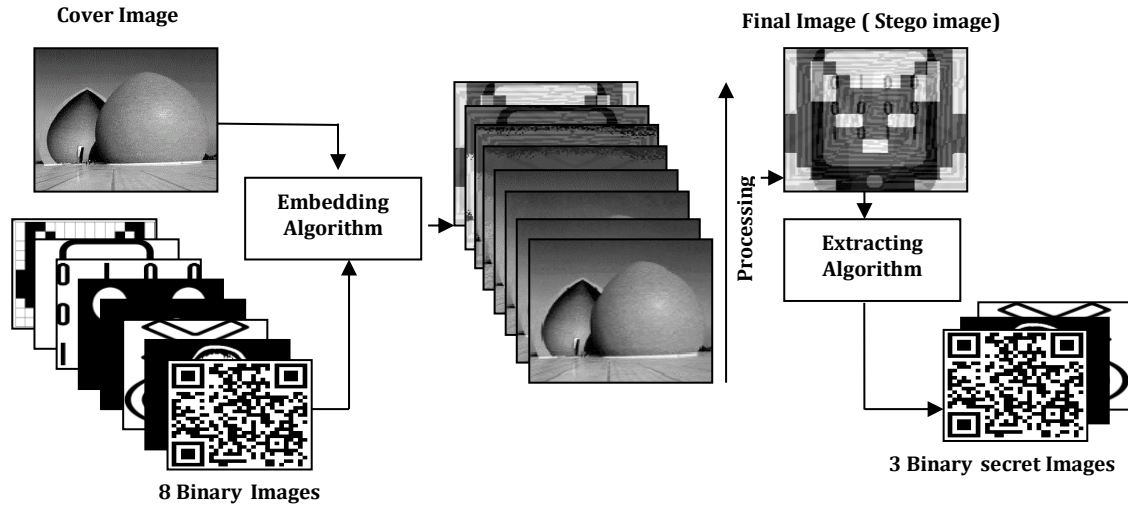 Cover Image
Final Image ( Stego image)
Embedding
Algorithm
Processing
Extracting
Algorithm
8 Binary Images
3 Binary secret Images